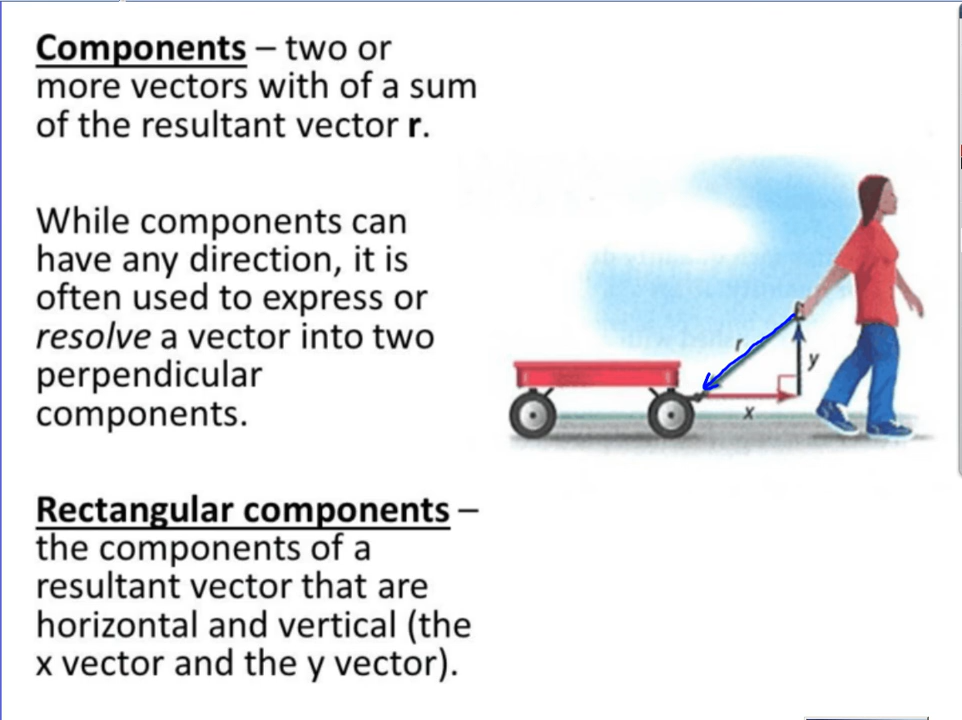 Components – two or
more vectors with of a sum
of the resultant vector r.
While components can
have any direction, it is
often used to express or
resolve a vector into two
perpendicular
components.
r
y
x
Rectangular components –
the components of a
resultant vector that are
horizontal and vertical (the
x vector and the y vector).